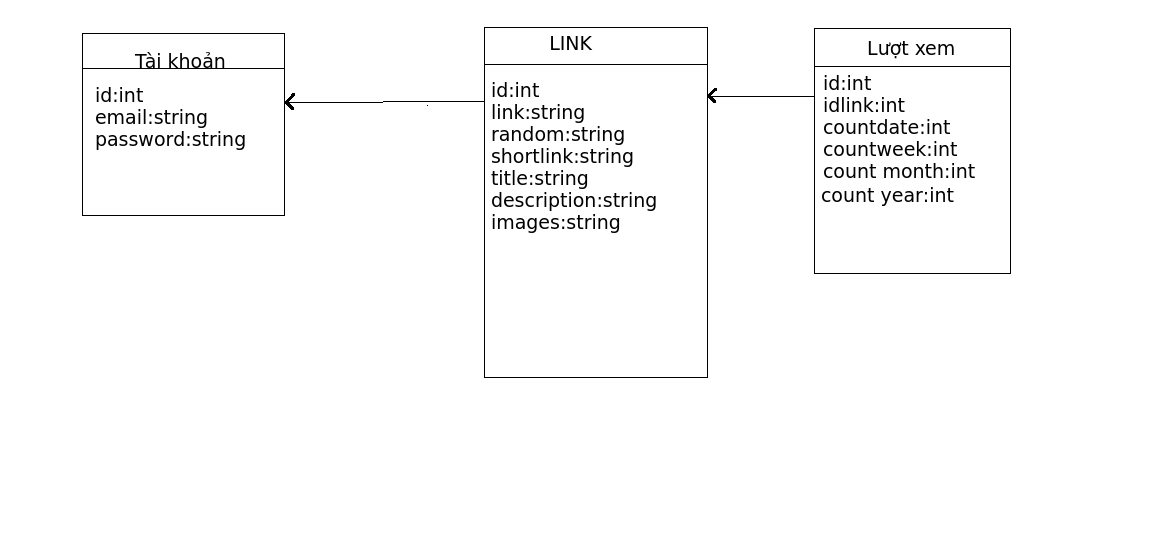 Tài khoản
id:int
email:string
password:string
LINK
id:int
link:string
random:string
shortlink:string
title:string
description:string
images:string
Lượt xem
id:int
idlink:int
countdate:int
countweek:int
count month:int
count year:int